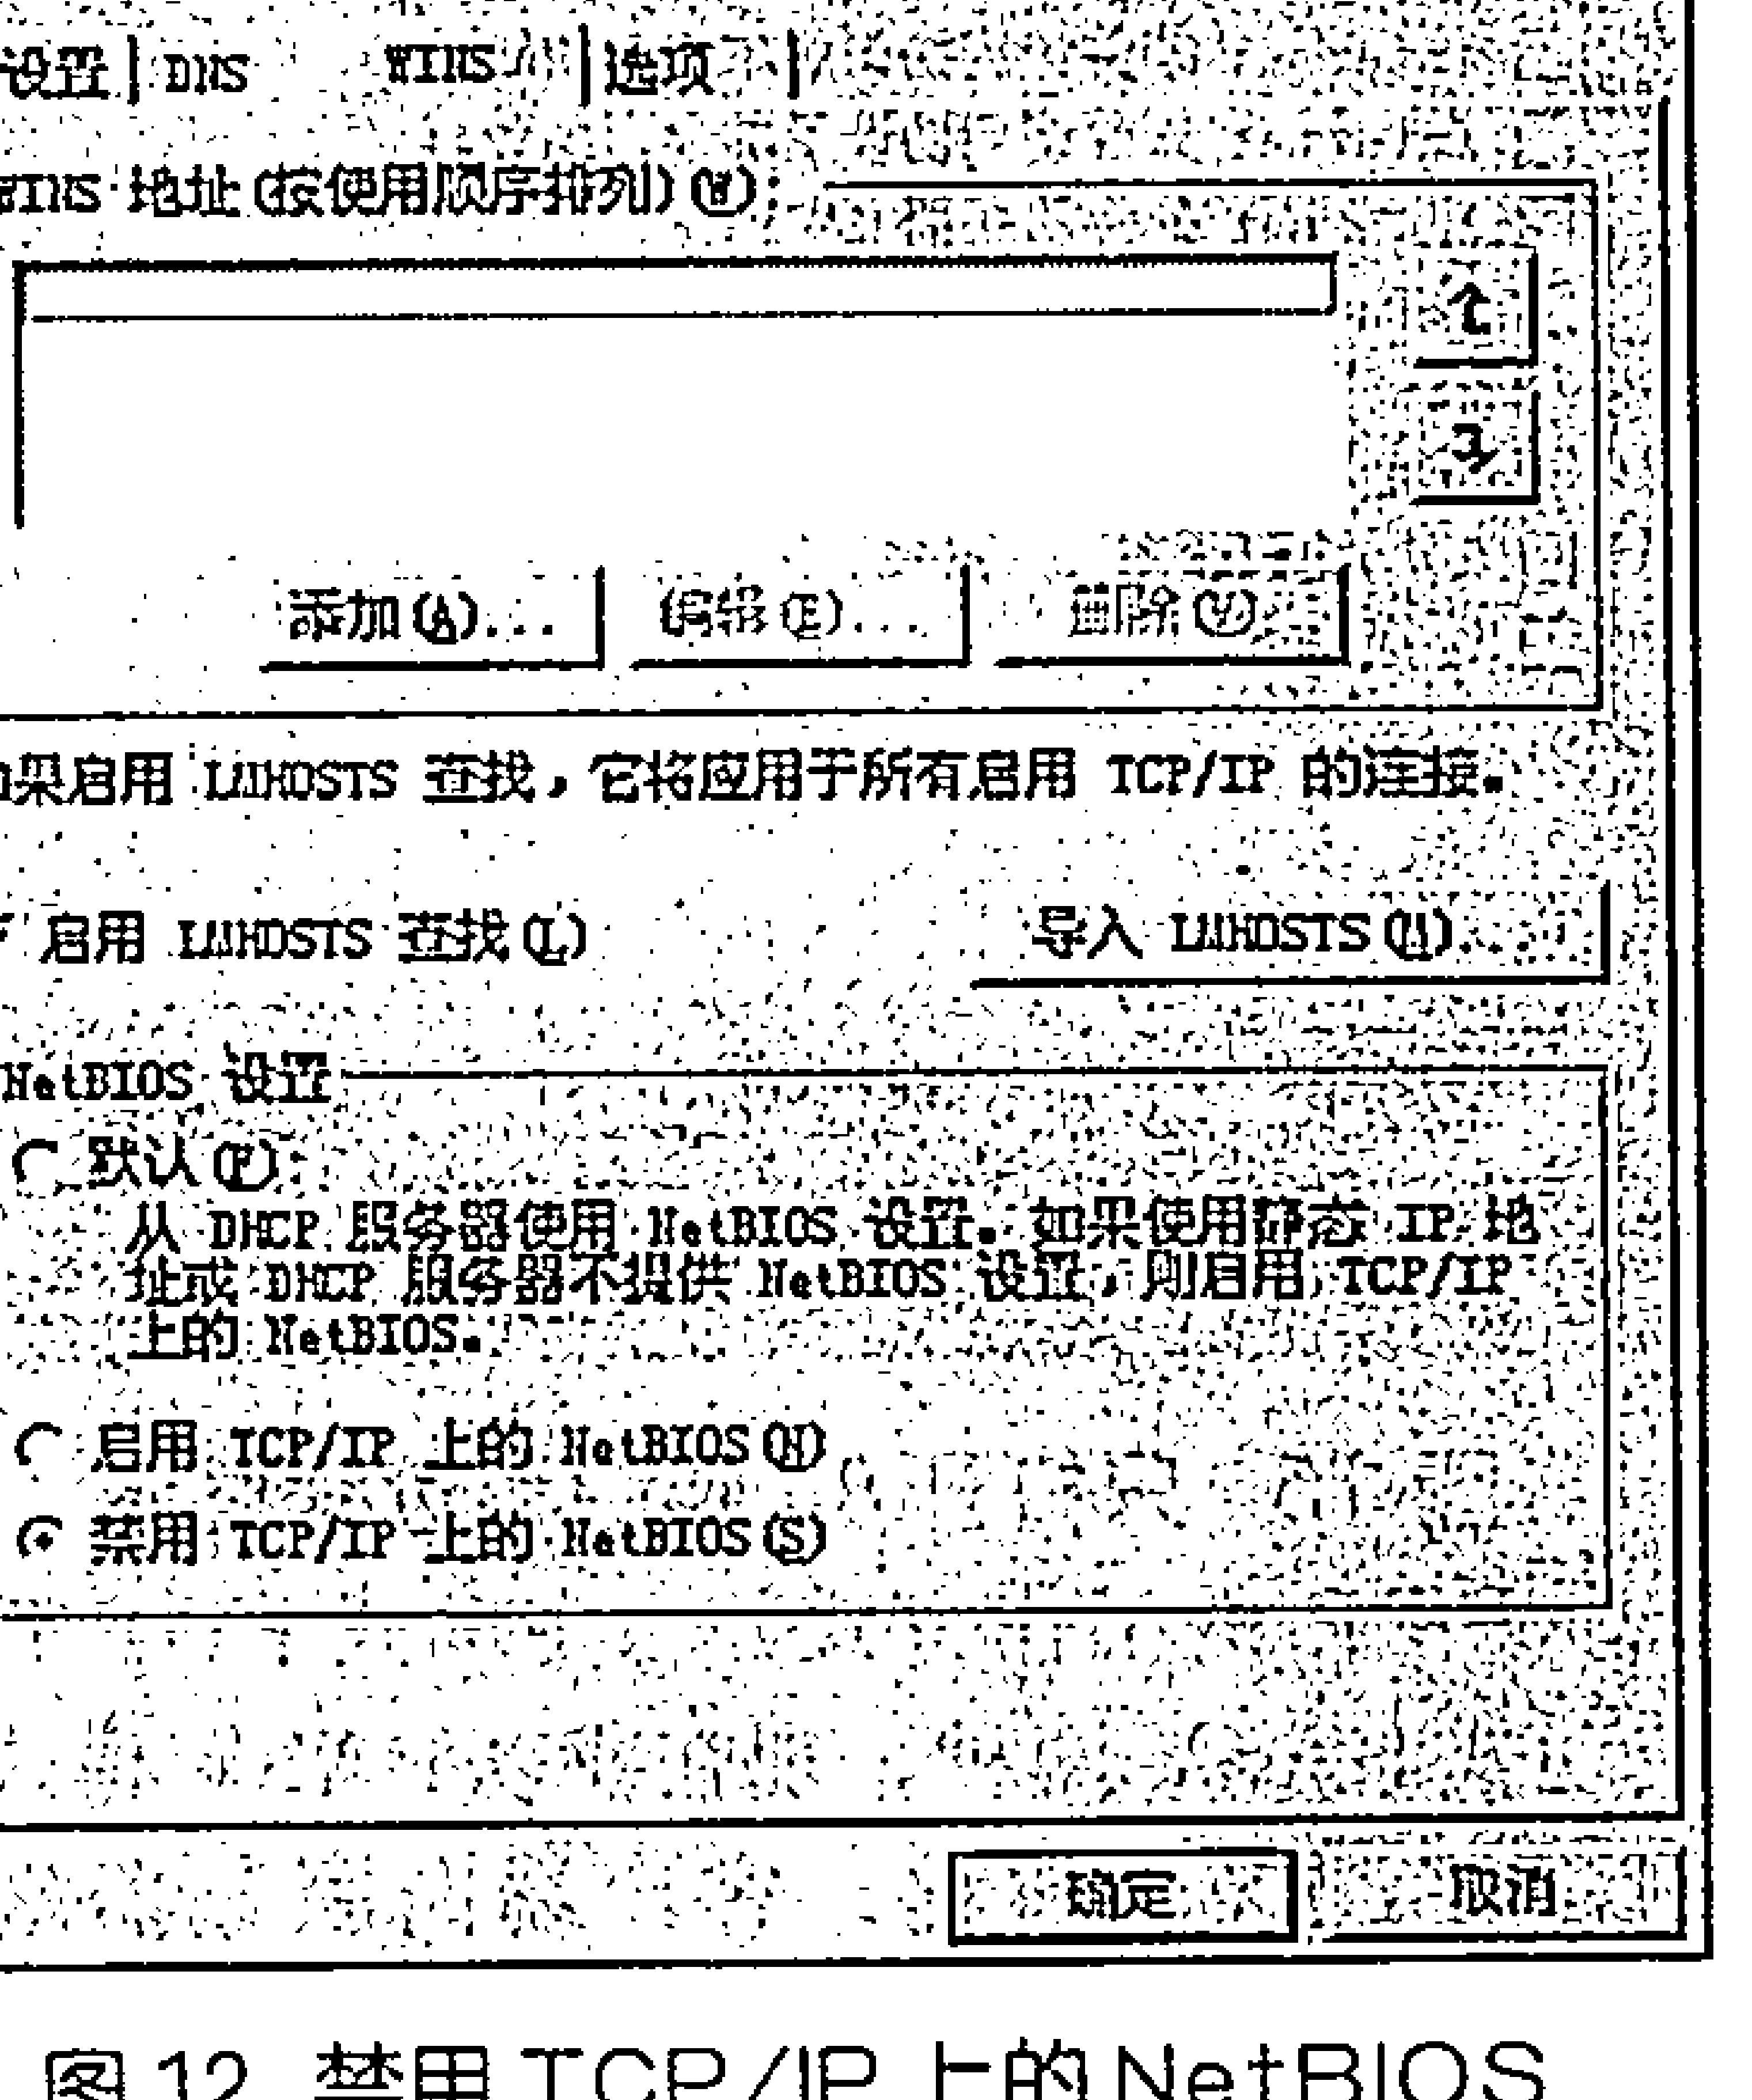 设置 DNS WINS 选项
WINS 地址(按使用顺序排列)(W):
添加(A)... 编辑(E)... 删除(V)
如果启用 LMHOSTS 查找，它将应用于所有启用 TCP/IP 的连接。
启用 LMHOSTS 查找(L) 导入 LMHOSTS(M)...
NetBIOS 设置
默认(F):
从 DHCP 服务器使用 NetBIOS 设置。如果使用静态 IP 地
址或 DHCP 服务器不提供 NetBIOS 设置，则启用 TCP/IP
上的 NetBIOS。
启用 TCP/IP 上的 NetBIOS(N)
禁用 TCP/IP 上的 NetBIOS(S)
确定 取消
图 12 禁用 TCP/IP 上的 NetBIOS